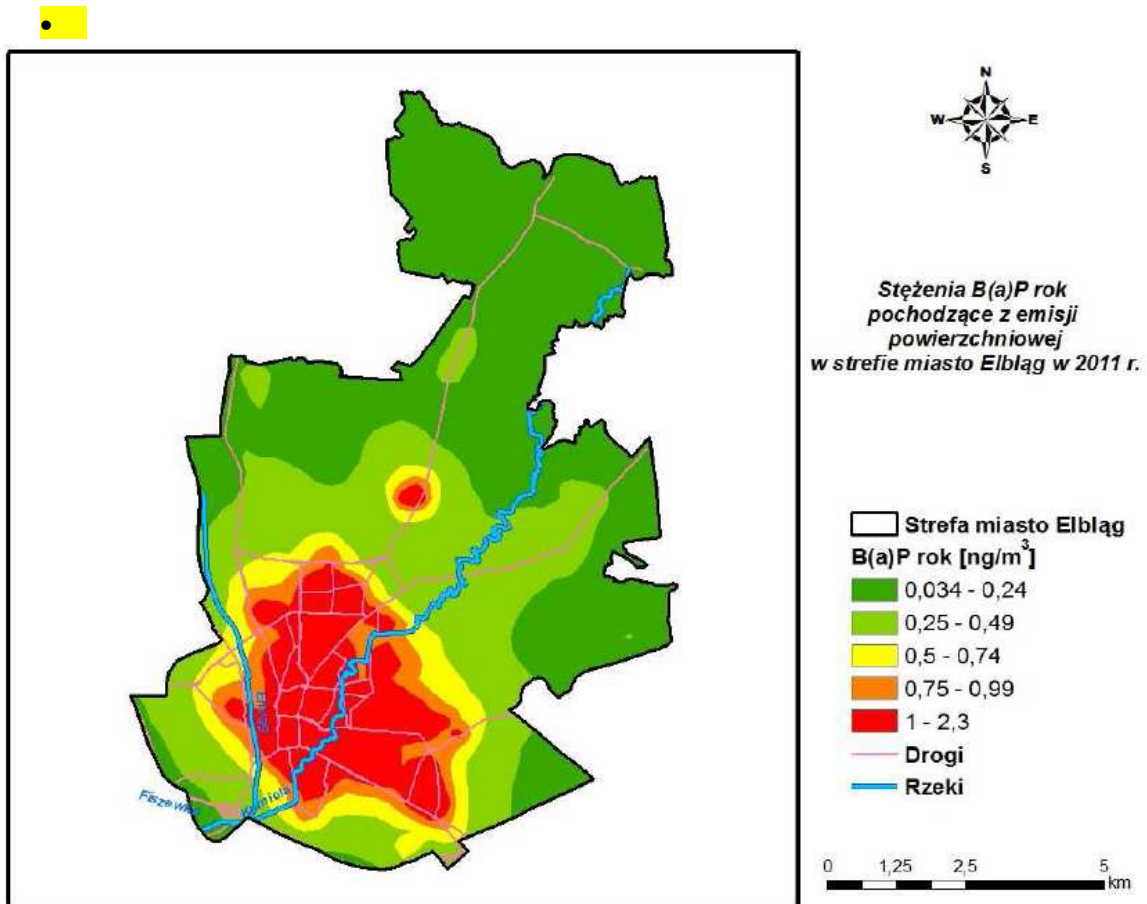 •
N
W E
S
Stężenia B(a)P rok
pochodzące z emisji
powierzchniowej
w strefie miasto Elbląg w 2011 r.
Strefa miasto Elbląg
B(a)P rok [ng/m³]
0,034 - 0,24
0,25 - 0,49
0,5 - 0,74
0,75 - 0,99
1 - 2,3
Drogi
Rzeki
0 1,25 2,5 5
km